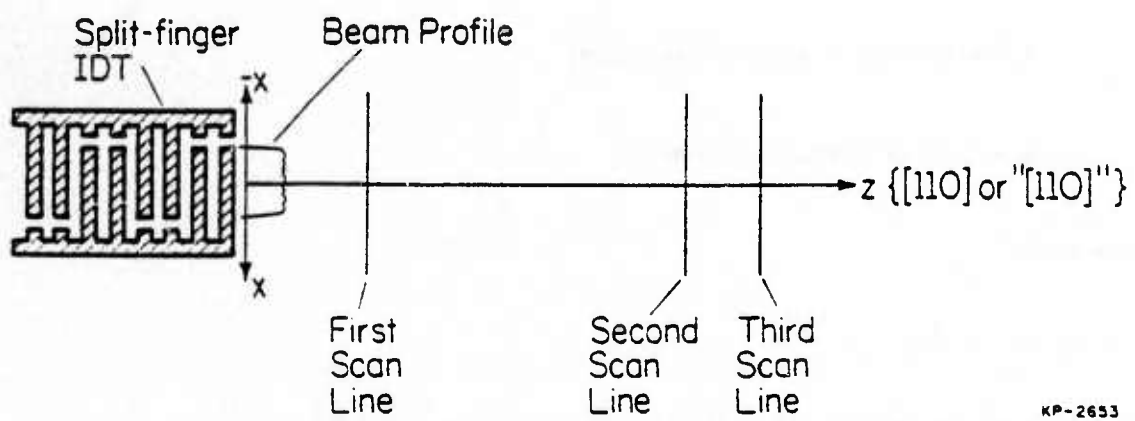 Split-finger
IDT
Beam Profile
-X
z {[110] or "[110]"}
X
First
Scan
Line
Second
Scan
Line
Third
Scan
Line
KP-2653